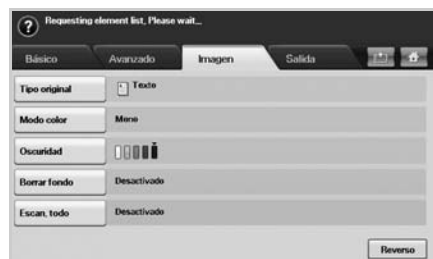 Requesting element list, Please wait...
Básico Avanzado Imagen Salida
Tipo original Texto
Modo color Mono
Oscuridad
Borrar fondo Desactivado
Escan, todo Desactivado
Reverso